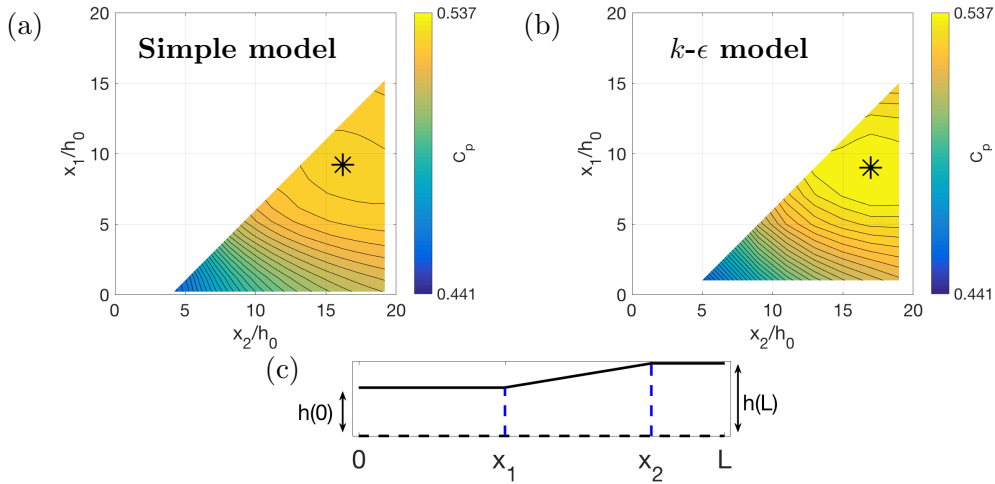 (a)
Simple model
20
15
10
5
0
x1/h0
0 5 10 15 20
x2/h0
0.537
Cp
0.441
(b)
k-ϵ model
20
15
10
5
0
x1/h0
0 5 10 15 20
x2/h0
0.537
Cp
0.441
(c)
h(0)
h(L)
0 x1 x2 L